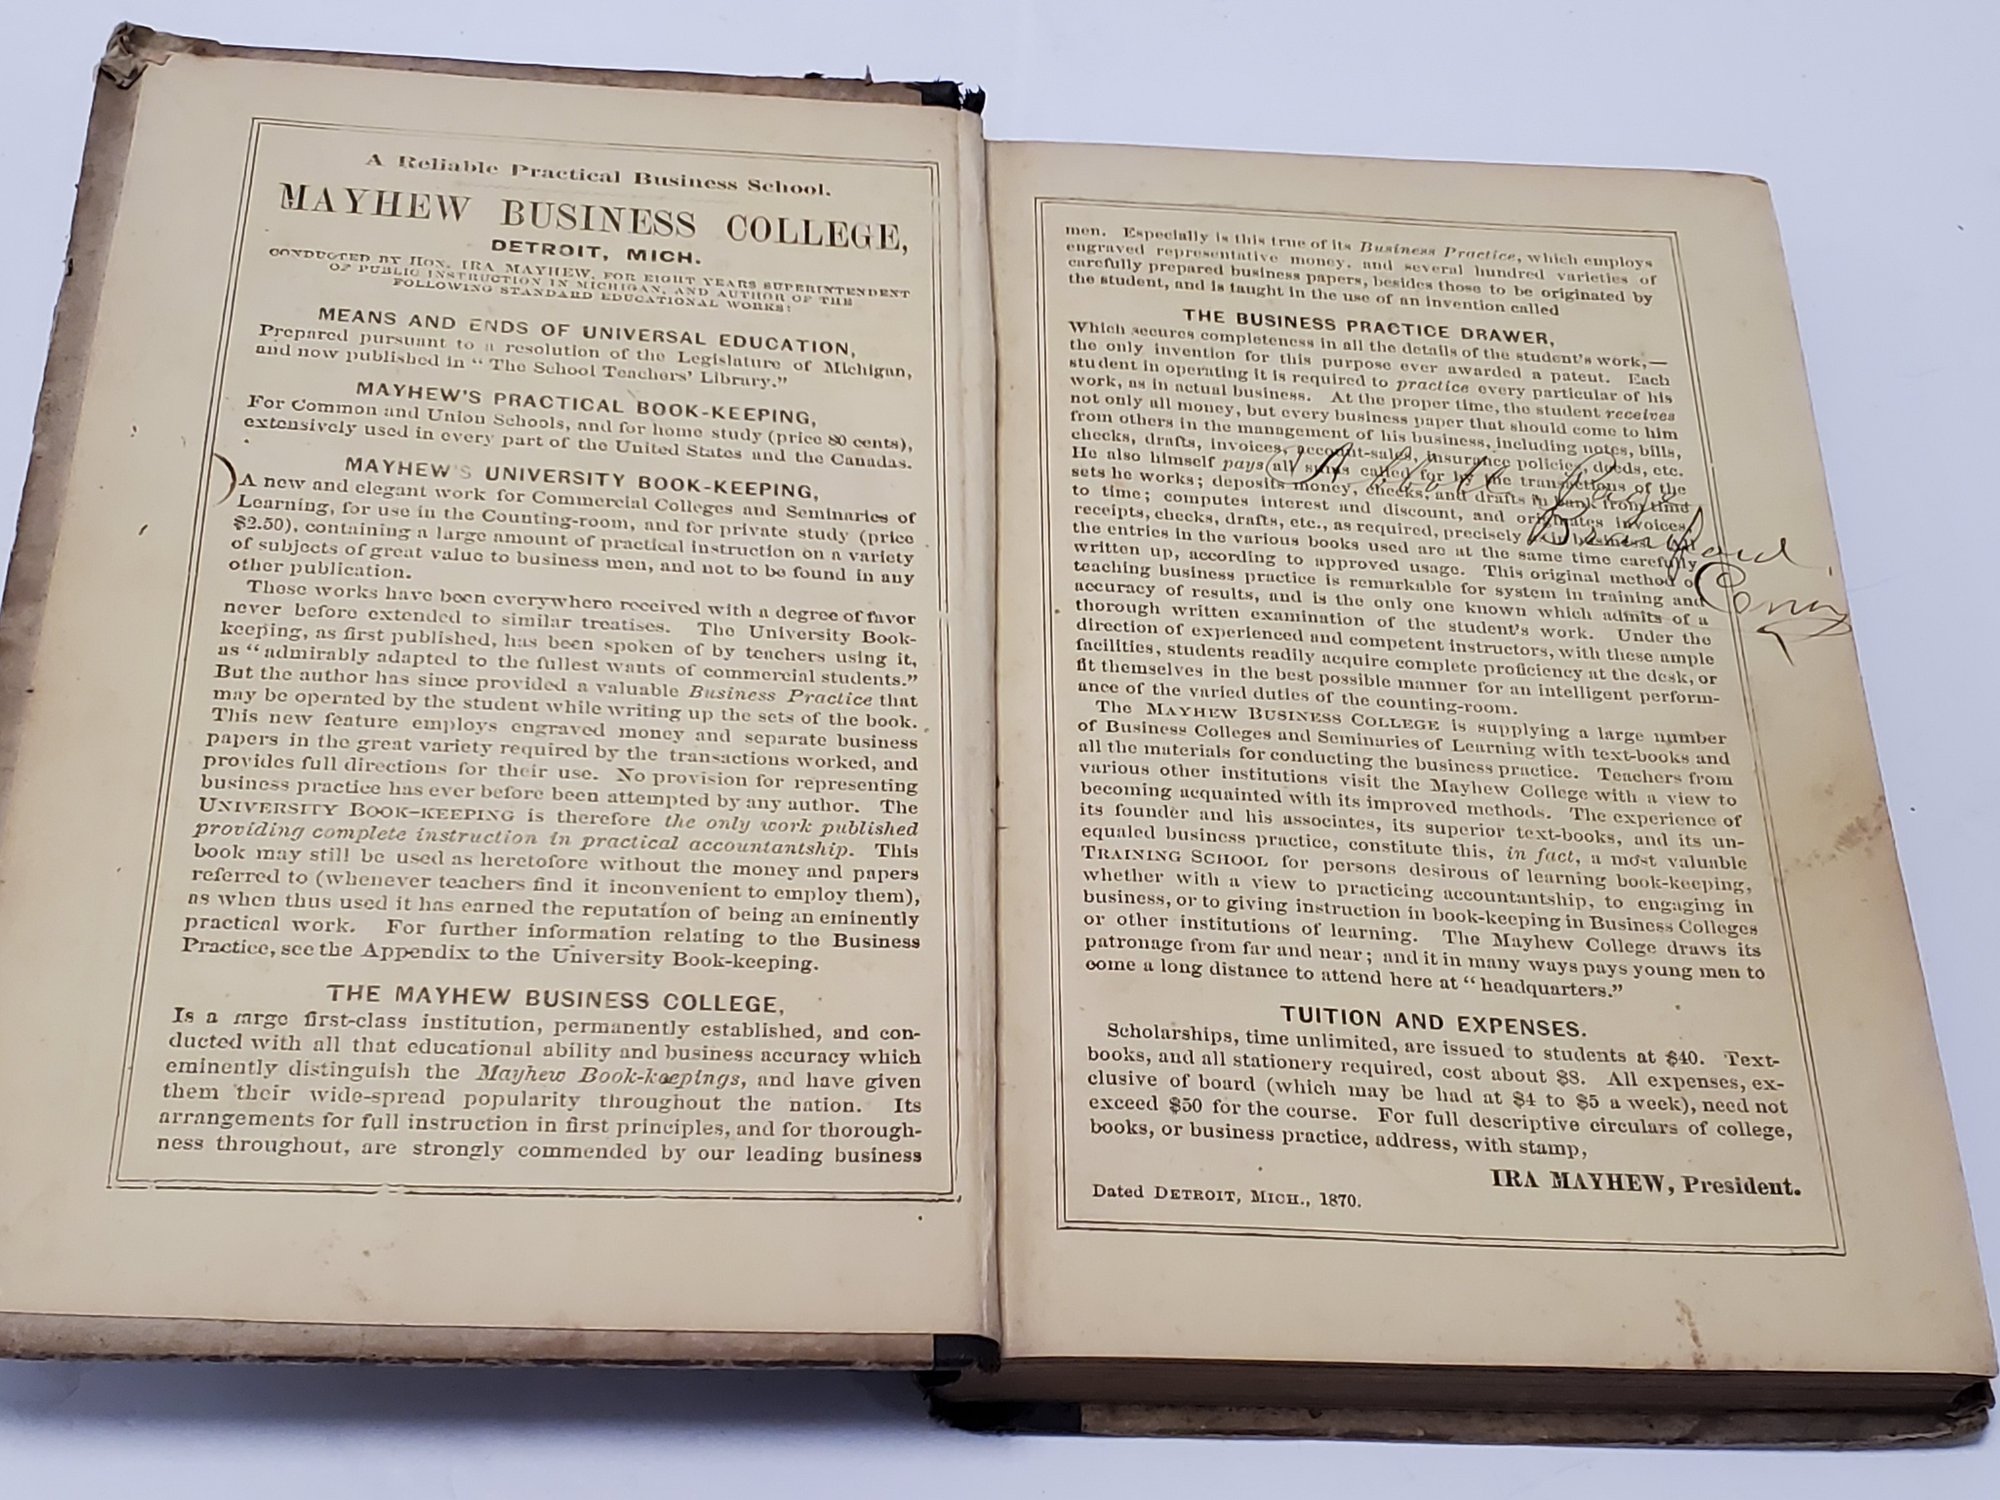 A Reliable Practical Business School.
MAYHEW BUSINESS COLLEGE,
DETROIT, MICH.
CONDUCTED BY HON. IRA MAYHEW, FOR EIGHT YEARS SUPERINTENDENT
OF PUBLIC INSTRUCTION IN MICHIGAN, AND AUTHOR OF THE
FOLLOWING STANDARD EDUCATIONAL WORKS:
MEANS AND ENDS OF UNIVERSAL EDUCATION,
Prepared pursuant to a resolution of the Legislature of Michigan,
and now published in "The School Teachers' Library."
MAYHEW'S PRACTICAL BOOK-KEEPING,
For Common and Union Schools, and for home study (price 80 cents),
extensively used in every part of the United States and the Canadas.
MAYHEW'S UNIVERSITY BOOK-KEEPING,
A new and elegant work for Commercial Colleges and Seminaries of
Learning, for use in the Counting-room, and for private study (price
$2.50), containing a large amount of practical instruction on a variety
of subjects of great value to business men, and not to be found in any
other publication.
These works have been everywhere received with a degree of favor
never before extended to similar treatises. The University Book-
keeping, as first published, has been spoken of by teachers using it,
as "admirably adapted to the fullest wants of commercial students."
But the author has since provided a valuable Business Practice that
may be operated by the student while writing up the sets of the book.
This new feature employs engraved money and separate business
papers in the great variety required by the transactions worked, and
provides full directions for their use. No provision for representing
business practice has ever before been attempted by any author. The
UNIVERSITY BOOK-KEEPING is therefore the only work published
providing complete instruction in practical accountantship. This
book may still be used as heretofore without the money and papers
referred to (whenever teachers find it inconvenient to employ them),
as when thus used it has earned the reputation of being an eminently
practical work. For further information relating to the Business
Practice, see the Appendix to the University Book-keeping.
THE MAYHEW BUSINESS COLLEGE,
Is a large first-class institution, permanently established, and con-
ducted with all that educational ability and business accuracy which
eminently distinguish the Mayhew Book-keepings, and have given
them their wide-spread popularity throughout the nation. Its
arrangements for full instruction in first principles, and for thorough-
ness throughout, are strongly commended by our leading business
men. Especially is this true of its Business Practice, which employs
engraved representative money, and several hundred varieties of
carefully prepared business papers, besides those to be originated by
the student, and is taught in the use of an invention called
THE BUSINESS PRACTICE DRAWER,
Which secures completeness in all the details of the student's work,—
the only invention for this purpose ever awarded a patent. Each
student in operating it is required to practice every particular of his
work, as in actual business. At the proper time, the student receives
not only all money, but every business paper that should come to him
from others in the management of his business, including notes, bills,
checks, drafts, invoices, account-sales, insurance policies, deeds, etc.
He also himself pays all sums called for by the transactions of the
sets he works; deposits money, checks, and drafts in bank from time
to time; computes interest and discount, and originates invoices,
receipts, checks, drafts, etc., as required, precisely as in business. All
the entries in the various books used are at the same time carefully
written up, according to approved usage. This original method of
teaching business practice is remarkable for system in training and
accuracy of results, and is the only one known which admits of a
thorough written examination of the student's work. Under the
direction of experienced and competent instructors, with these ample
facilities, students readily acquire complete proficiency at the desk, or
fit themselves in the best possible manner for an intelligent perform-
ance of the varied duties of the counting-room.
The MAYHEW BUSINESS COLLEGE is supplying a large number
of Business Colleges and Seminaries of Learning with text-books and
all the materials for conducting the business practice. Teachers from
various other institutions visit the Mayhew College with a view to
becoming acquainted with its improved methods. The experience of
its founder and his associates, its superior text-books, and its un-
equaled business practice, constitute this, in fact, a most valuable
TRAINING SCHOOL for persons desirous of learning book-keeping,
whether with a view to practicing accountantship, to engaging in
business, or to giving instruction in book-keeping in Business Colleges
or other institutions of learning. The Mayhew College draws its
patronage from far and near; and it in many ways pays young men to
come a long distance to attend here at "headquarters."
TUITION AND EXPENSES.
Scholarships, time unlimited, are issued to students at $40. Text-
books, and all stationery required, cost about $8. All expenses, ex-
clusive of board (which may be had at $4 to $5 a week), need not
exceed $50 for the course. For full descriptive circulars of college,
books, or business practice, address, with stamp,
IRA MAYHEW, President.
Dated DETROIT, MICH., 1870.
Page
Branford
Conn